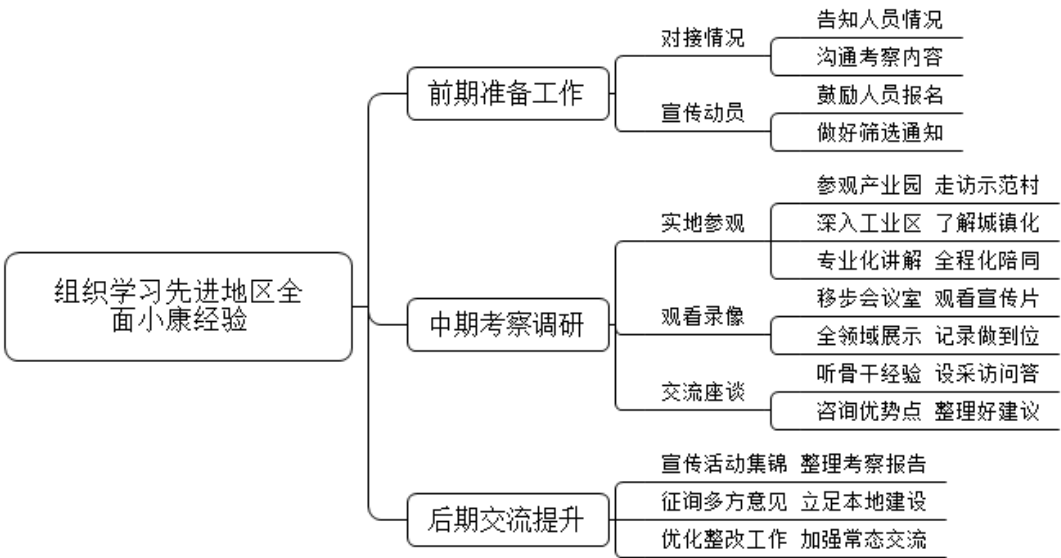 组织学习先进地区全
面小康经验
前期准备工作
对接情况
告知人员情况
沟通考察内容
宣传动员
鼓励人员报名
做好筛选通知
中期考察调研
实地参观
参观产业园 走访示范村
深入工业区 了解城镇化
专业化讲解 全程化陪同
观看录像
移步会议室 观看宣传片
全领域展示 记录做到位
交流座谈
听骨干经验 设采访问答
咨询优势点 整理好建议
后期交流提升
宣传活动集锦 整理考察报告
征询多方意见 立足本地建设
优化整改工作 加强常态交流